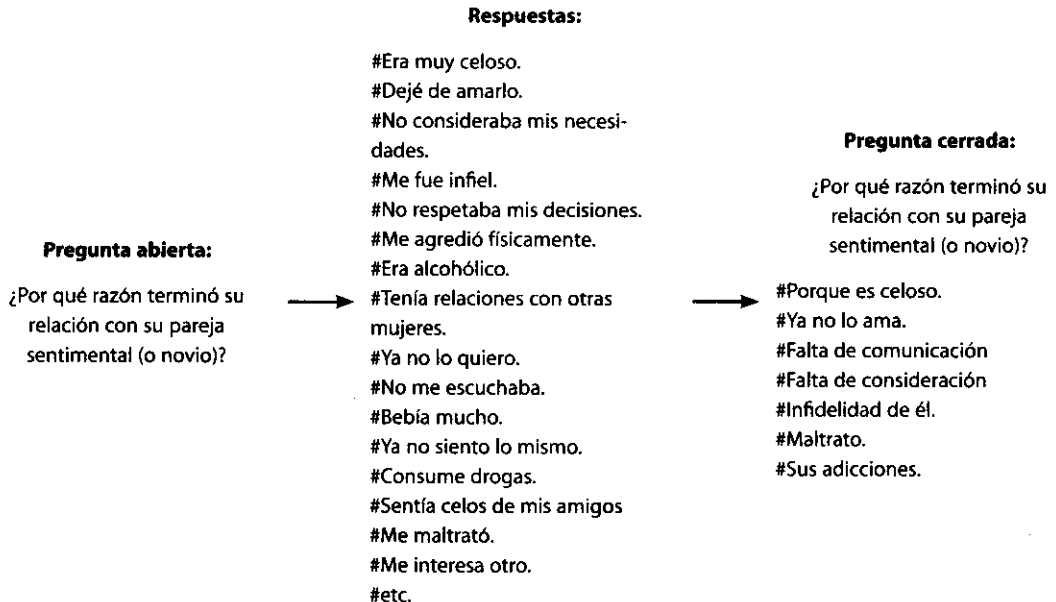 Pregunta abierta:
¿Por qué razón terminó su
relación con su pareja
sentimental (o novio)?
Respuestas:
#Era muy celoso.
#Dejé de amarlo.
#No consideraba mis necesi-
dades.
#Me fue infiel.
#No respetaba mis decisiones.
#Me agredió físicamente.
#Era alcohólico.
#Tenía relaciones con otras
mujeres.
#Ya no lo quiero.
#No me escuchaba.
#Bebía mucho.
#Ya no siento lo mismo.
#Consume drogas.
#Sentía celos de mis amigos
#Me maltrató.
#Me interesa otro.
#etc.
Pregunta cerrada:
¿Por qué razón terminó su
relación con su pareja
sentimental (o novio)?
#Porque es celoso.
#Ya no lo ama.
#Falta de comunicación
#Falta de consideración
#Infidelidad de él.
#Maltrato.
#Sus adicciones.